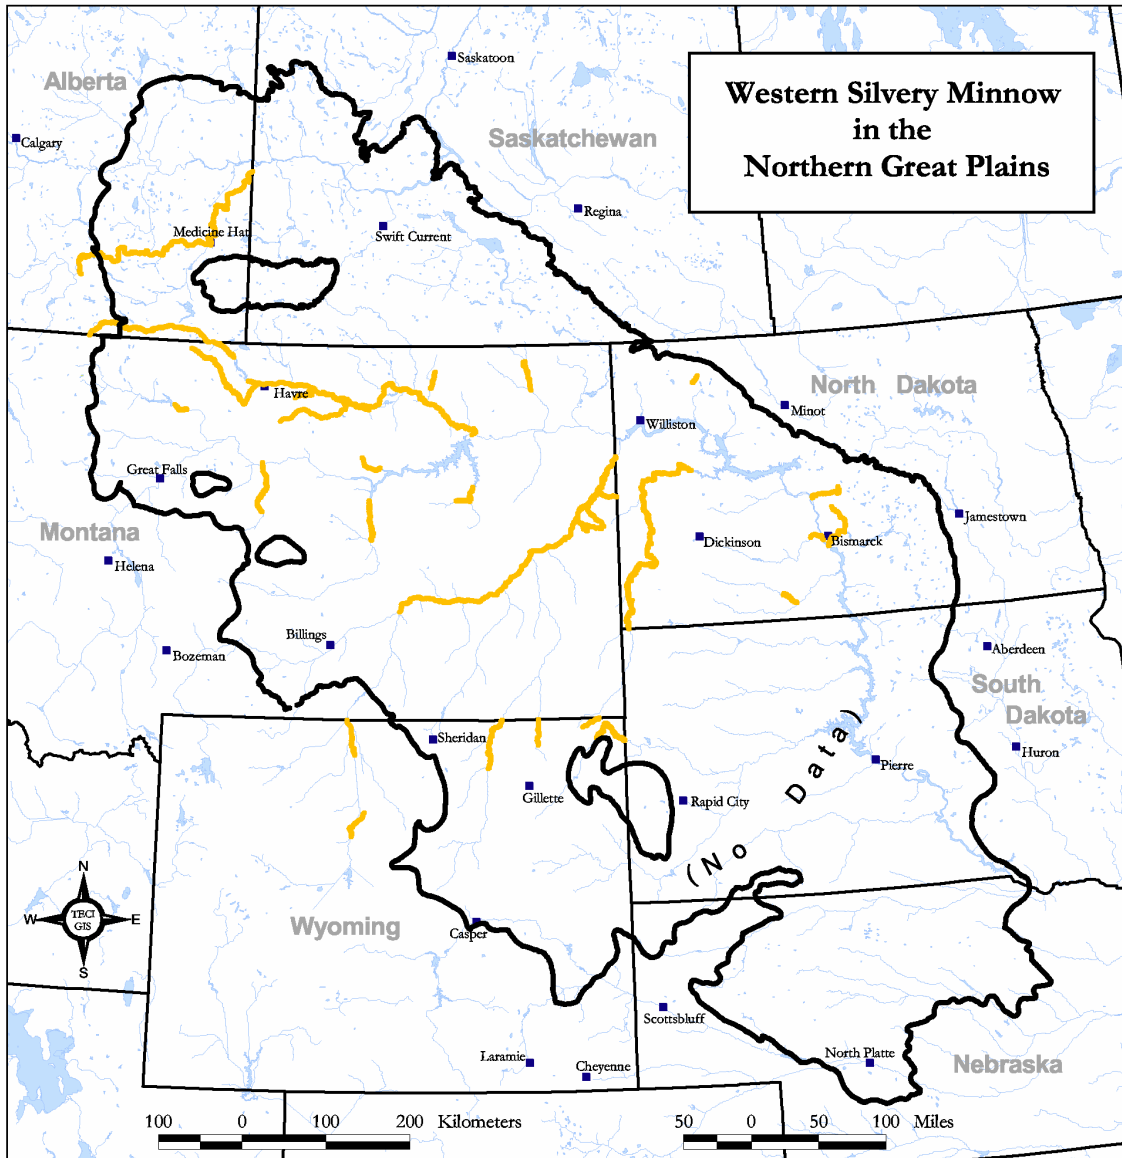 Western Silvery Minnow
in the
Northern Great Plains
Saskatoon
Alberta
Calgary
Saskatchewan
Regina
Medicine Hat
Swift Current
North Dakota
Havre
Minot
Williston
Great Falls
Jamestown
Montana
Dickinson
Bismarck
Helena
Billings
Bozeman
Aberdeen
South
Dakota
Sheridan
Huron
Pierre
Gillette
Rapid City
(No Data)
N
W
TECI
GIS
E
S
Wyoming
Casper
Scottsbluff
Laramie
North Platte
Cheyenne
Nebraska
100 0 100 200 Kilometers
50 0 50 100 Miles